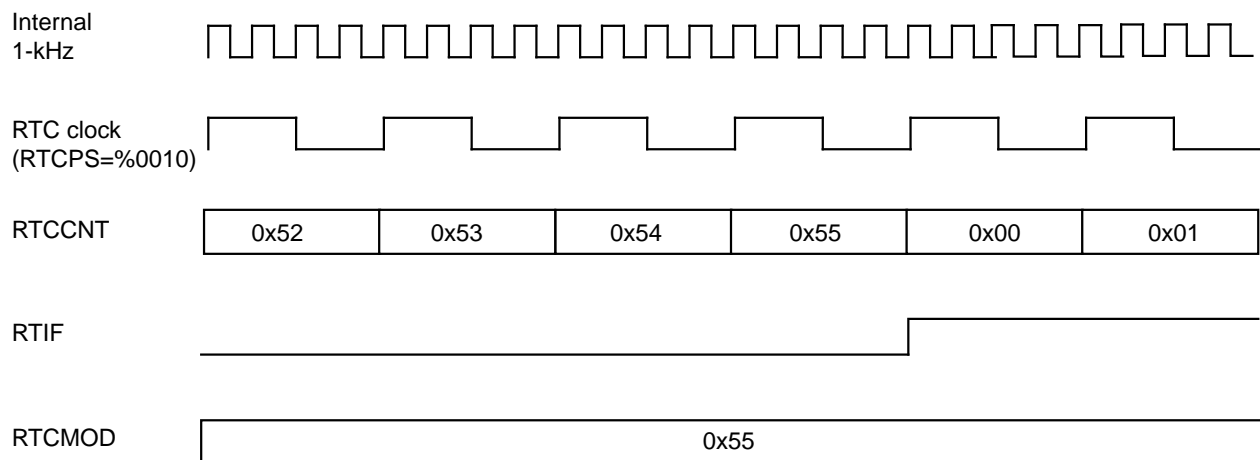 Internal
1-kHz
RTC clock
(RTCPS=%0010)
RTCCNT
0x52 0x53 0x54 0x55 0x00 0x01
RTIF
RTCMOD
0x55